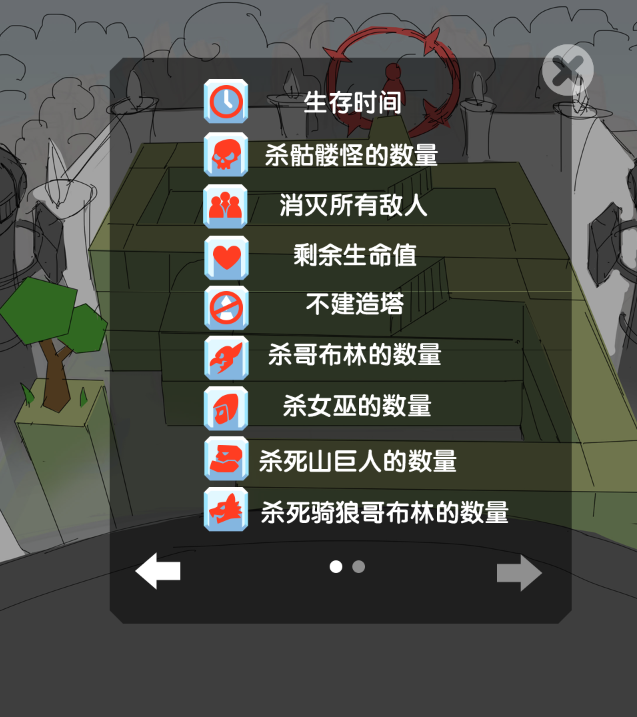 生存时间
杀骷髅怪的数量
消灭所有敌人
剩余生命值
不建造塔
杀哥布林的数量
杀女巫的数量
杀死山巨人的数量
杀死骑狼哥布林的数量